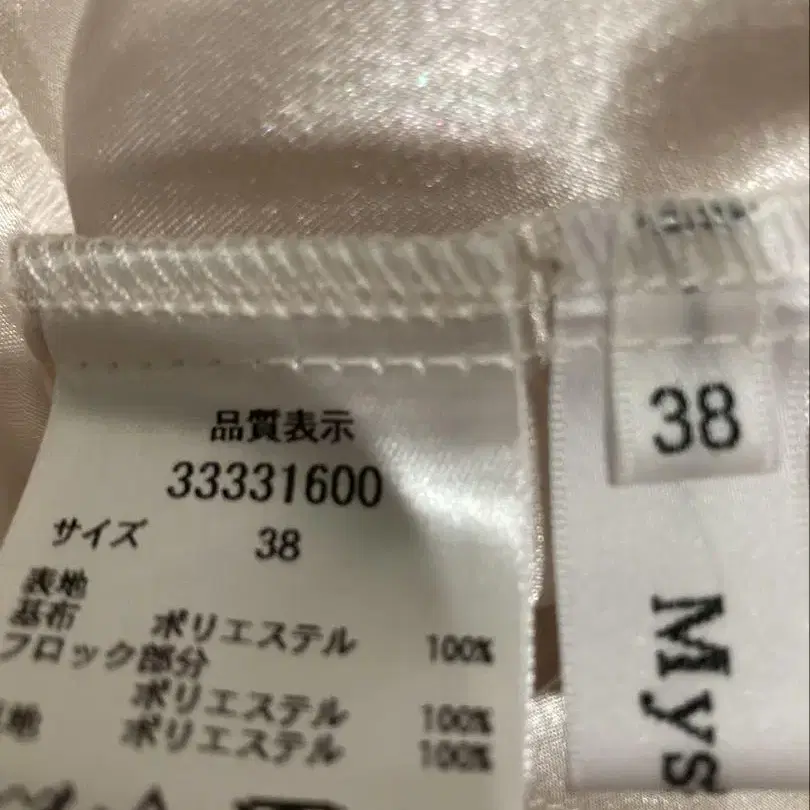 品質表示
33331600
サイズ 38
表地
基布 ポリエステル 100%
フロック部分
ポリエステル 100%
地 ポリエステル 100%
38
Mys